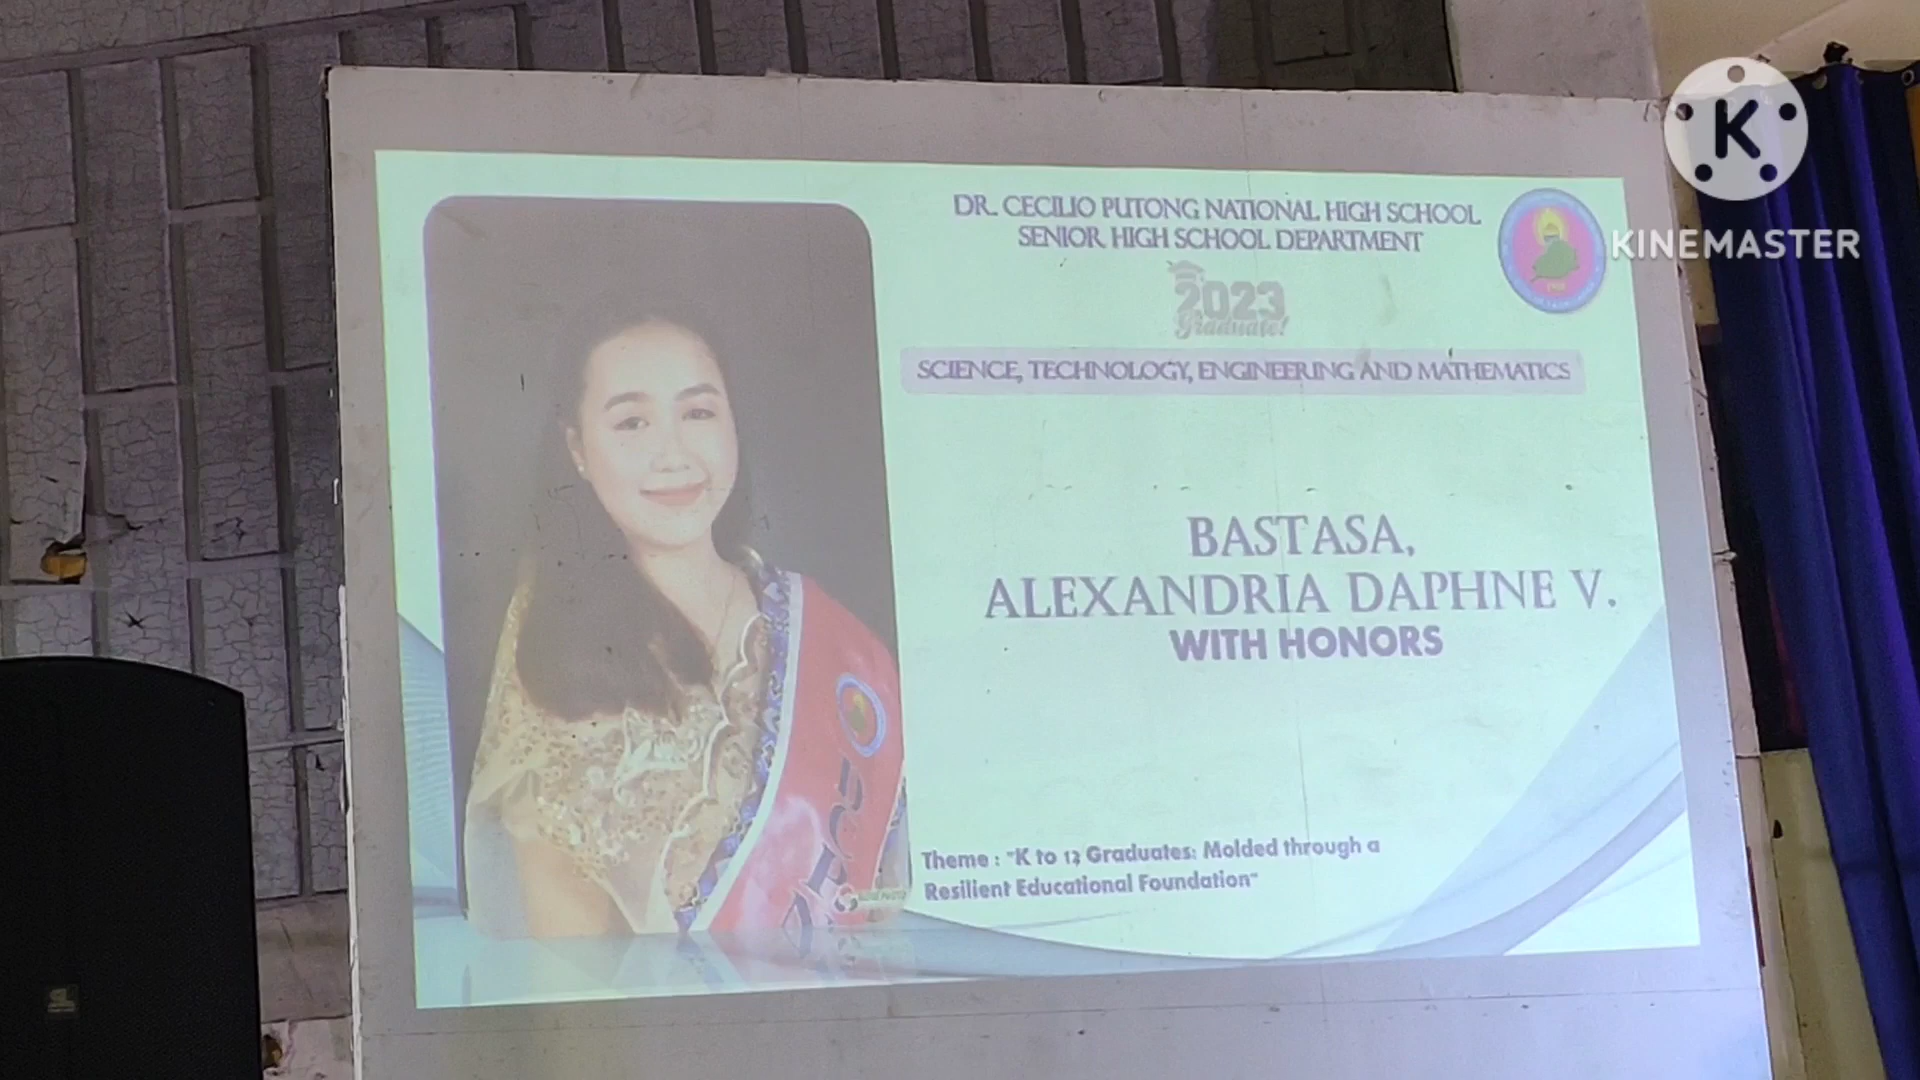 DR. CECILIO PUTONG NATIONAL HIGH SCHOOL
SENIOR HIGH SCHOOL DEPARTMENT
2023
Graduate!
SCIENCE, TECHNOLOGY, ENGINEERING AND MATHEMATICS
BASTASA,
ALEXANDRIA DAPHNE V.
WITH HONORS
Theme : "K to 12 Graduates: Molded through a
Resilient Educational Foundation"
K
KINEMASTER